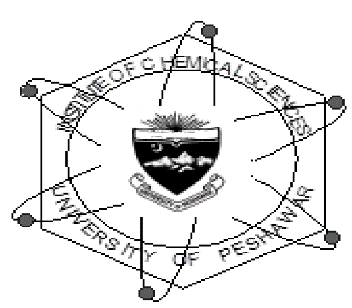 INSTITUTE OF CHEMICAL SCIENCES
UNIVERSITY OF PESHAWAR